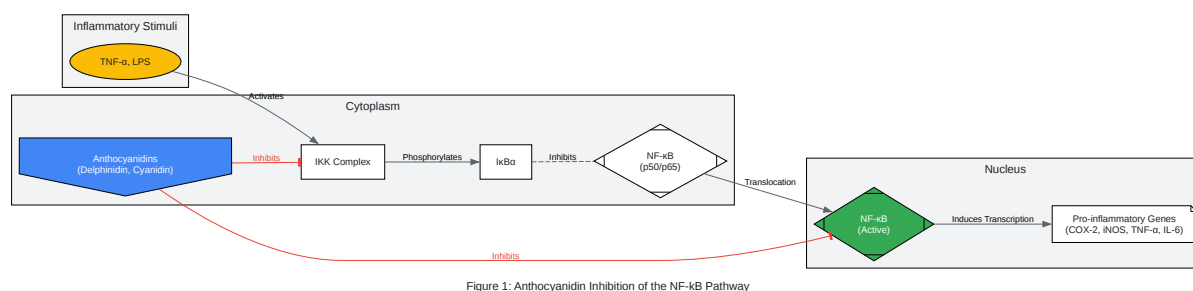 Inflammatory Stimuli
TNF-α, LPS
Activates
Cytoplasm
Anthocyanidins
(Delphinidin, Cyanidin)
Inhibits
IKK Complex
Phosphorylates
IκBα
Inhibits
NF-κB
(p50/p65)
Translocation
Nucleus
NF-κB
(Active)
Induces Transcription
Pro-inflammatory Genes
(COX-2, iNOS, TNF-α, IL-6)
Inhibits
Figure 1: Anthocyanidin Inhibition of the NF-kB Pathway